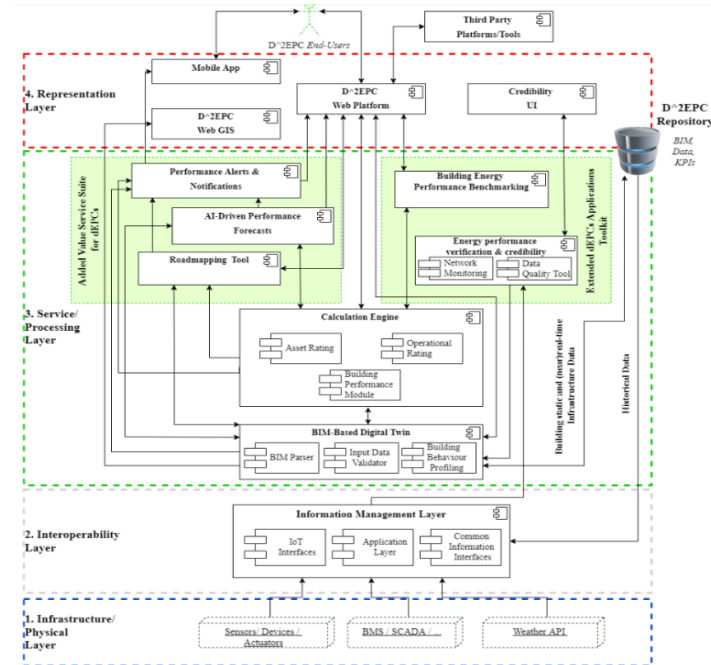 D^2EPC End-Users
Third Party
Platforms/Tools
4. Representation
Layer
Mobile App
D^2EPC
Web GIS
D^2EPC
Web Platform
Credibility
UI
D^2EPC
Repository
BIM,
Data,
KPIs
3. Service/
Processing
Layer
Added Value Service Suite
for dEPCs
Performance Alerts &
Notifications
AI-Driven Performance
Forecasts
Roadmapping Tool
Building Energy
Performance Benchmarking
Energy performance
verification & credibility
Network
Monitoring
Data
Quality Tool
Extended dEPCs Applications
Toolkit
Calculation Engine
Asset Rating
Operational
Rating
Building
Performance
Module
BIM-Based Digital Twin
BIM Parser
Input Data
Validator
Building
Behaviour
Profiling
Building static and (near)real-time
Infrastructure Data
Historical Data
2. Interoperability
Layer
Information Management Layer
IoT
Interfaces
Application
Layer
Common
Information
Interfaces
1. Infrastructure/
Physical
Layer
Sensors/ Devices /
Actuators
BMS / SCADA / ...
Weather API